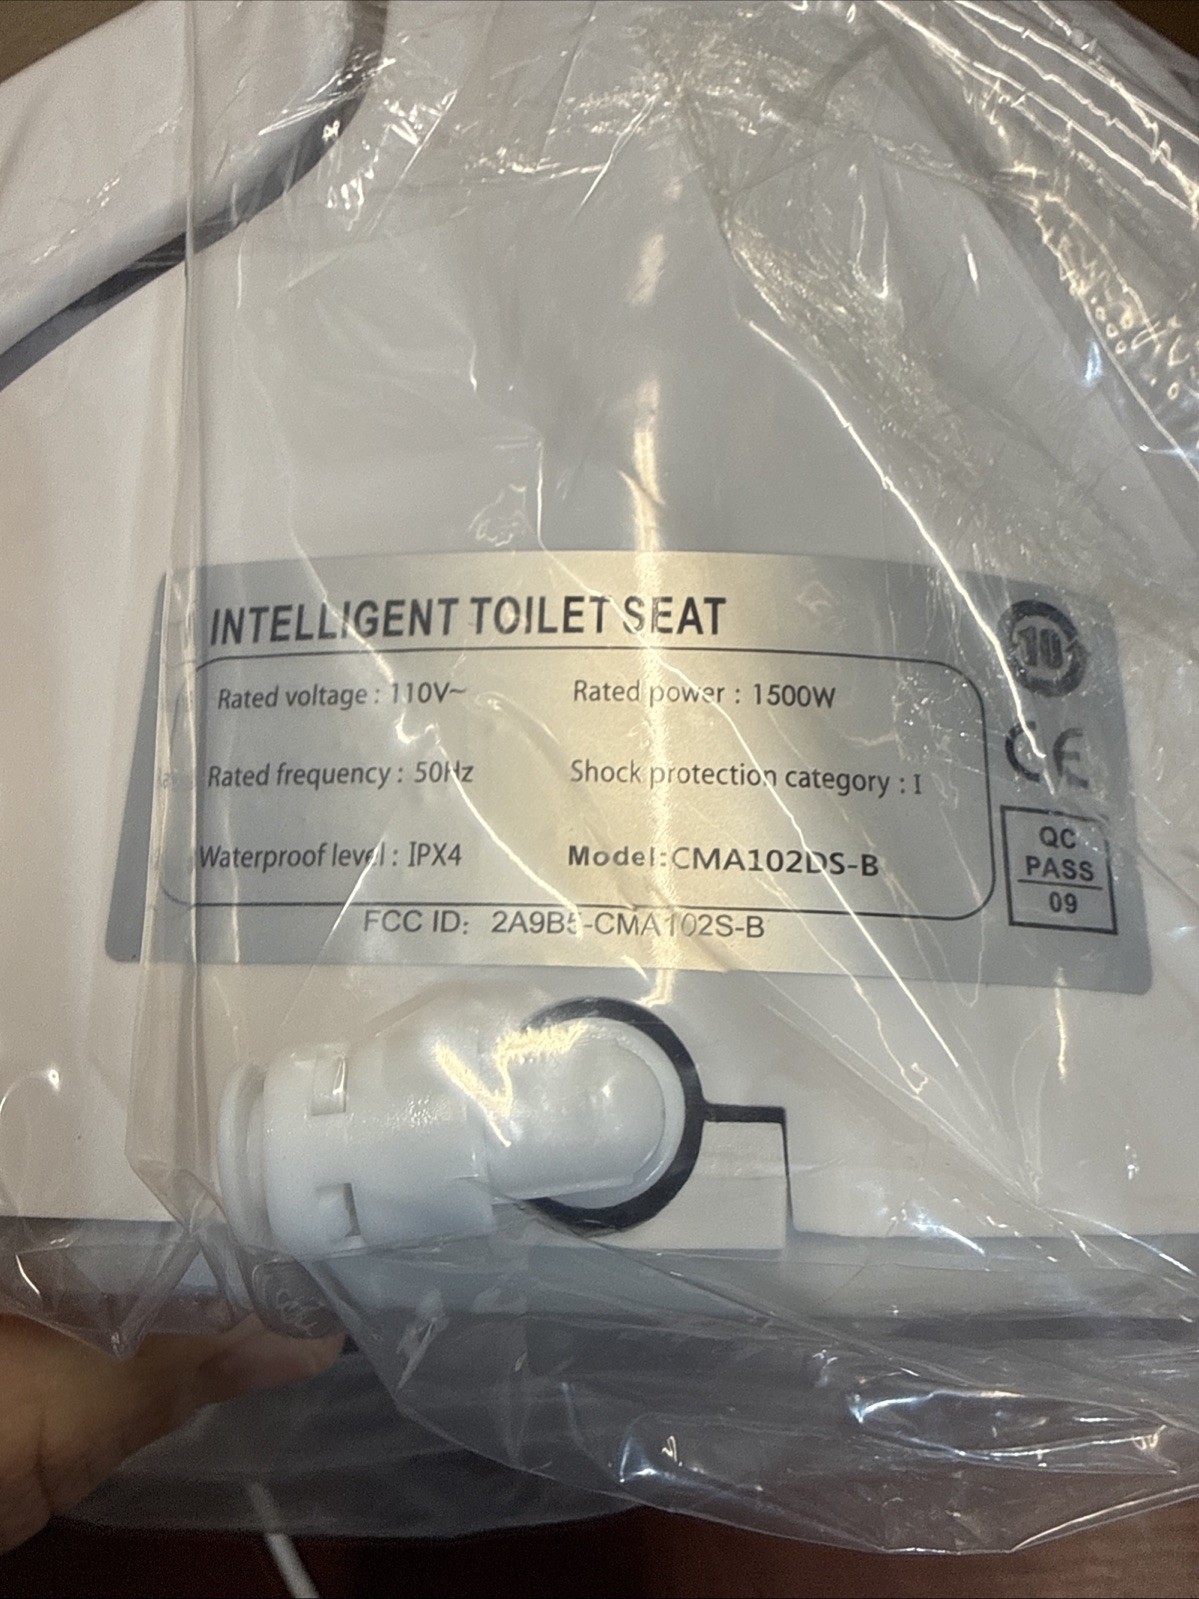 INTELLIGENT TOILET SEAT
10
Rated voltage : 110V~ Rated power : 1500W
Rated frequency : 50Hz Shock protection category : I
Waterproof level : IPX4 Model:CMA102DS-B
FCC ID: 2A9B5-CMA102S-B
CE
QC
PASS
09